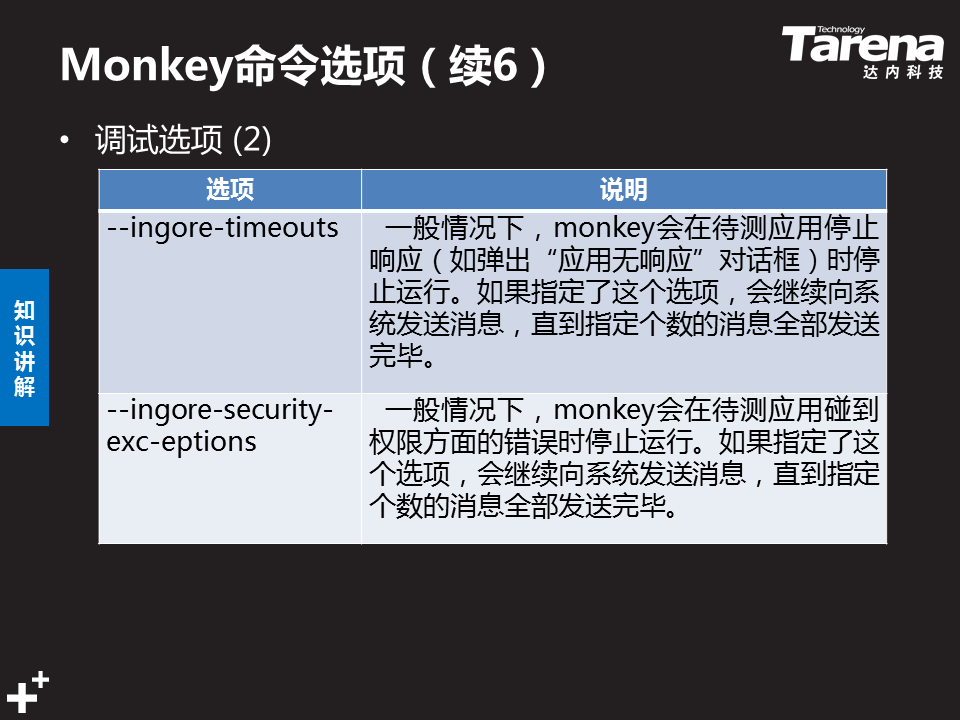 Monkey命令选项（续6）
Technology
Tarena
达内科技
• 调试选项 (2)
选项
说明
--ingore-timeouts
一般情况下，monkey会在待测应用停止
响应（如弹出“应用无响应”对话框）时停
止运行。如果指定了这个选项，会继续向系
统发送消息，直到指定个数的消息全部发送
完毕。
--ingore-security-
exc-eptions
一般情况下，monkey会在待测应用碰到
权限方面的错误时停止运行。如果指定了这
个选项，会继续向系统发送消息，直到指定
个数的消息全部发送完毕。
知
识
讲
解